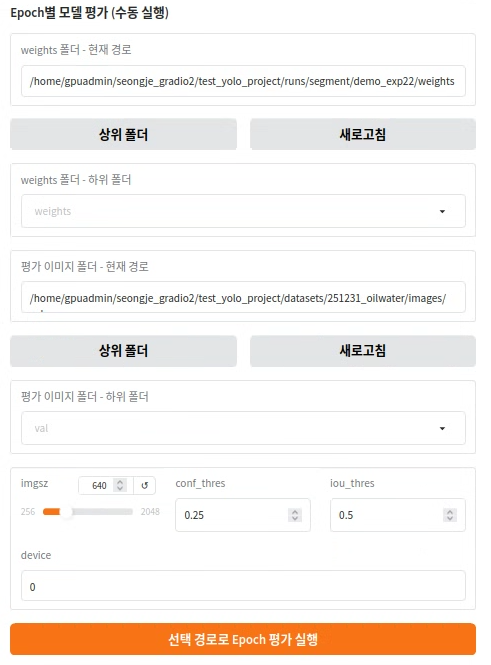 Epoch별 모델 평가 (수동 실행)
weights 폴더 - 현재 경로
/home/gpuadmin/seongje_gradio2/test_yolo_project/runs/segment/demo_exp22/weights
상위 폴더
새로고침
weights 폴더 - 하위 폴더
weights
평가 이미지 폴더 - 현재 경로
/home/gpuadmin/seongje_gradio2/test_yolo_project/datasets/251231_oilwater/images/
상위 폴더
새로고침
평가 이미지 폴더 - 하위 폴더
val
imgsz 640 ↺
256 2048
conf_thres
0.25
iou_thres
0.5
device
0
선택 경로로 Epoch 평가 실행